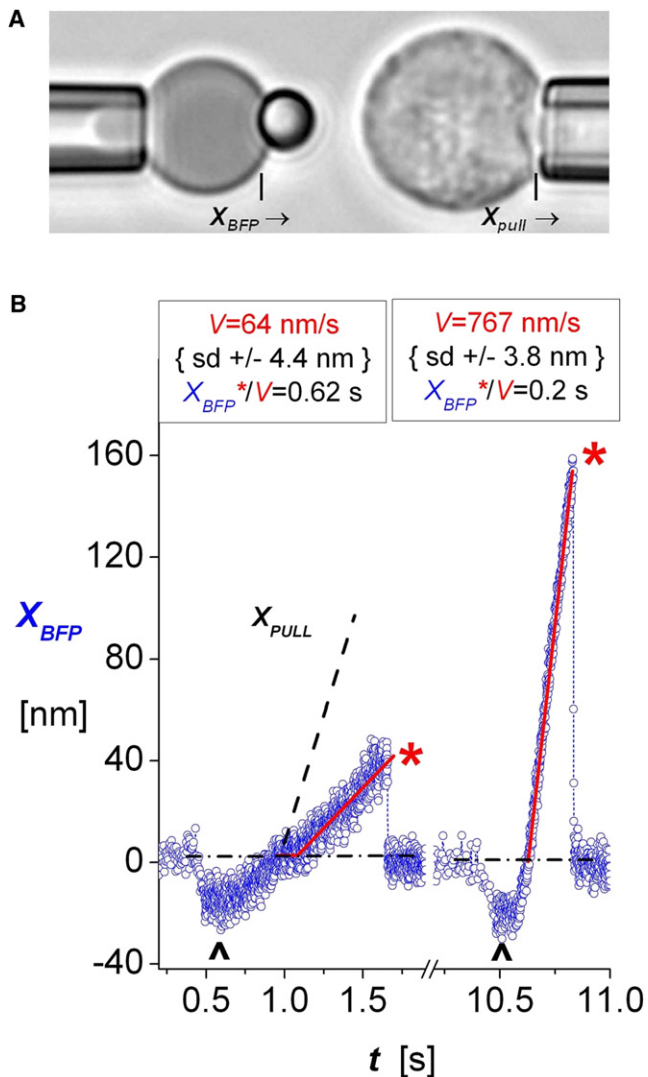 A
X_BFP →
X_pull →
B
V=64 nm/s
{ sd +/- 4.4 nm }
X_BFP*/V=0.62 s
V=767 nm/s
{ sd +/- 3.8 nm }
X_BFP*/V=0.2 s
160
*
120
X_PULL
X_BFP
80
[nm]
40
*
0
-40
^
^
0.5
1.0
1.5
//
10.5
11.0
t [s]